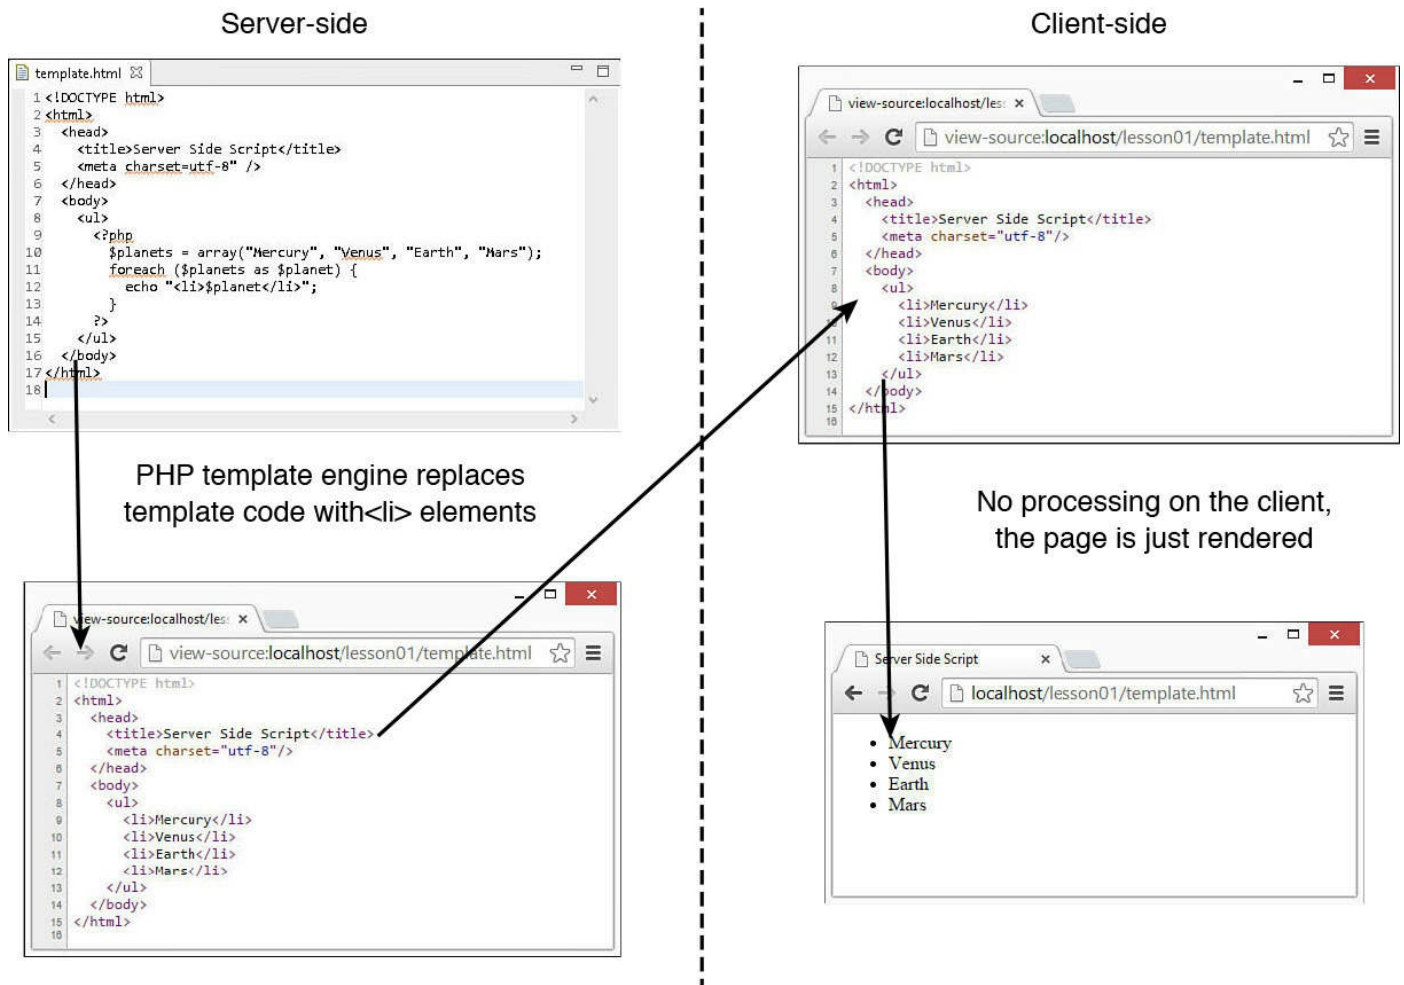 Server-side
Client-side
template.html
1 <!DOCTYPE html>
2 <html>
3   <head>
4     <title>Server Side Script</title>
5     <meta charset=utf-8" />
6   </head>
7   <body>
8     <ul>
9       <?php
10         $planets = array("Mercury", "Venus", "Earth", "Mars");
11         foreach ($planets as $planet) {
12           echo "<li>$planet</li>";
13         }
14       ?>
15     </ul>
16   </body>
17 </html>
18
PHP template engine replaces
template code with<li> elements
view-source:localhost/les
view-source:localhost/lesson01/template.html
1 <!DOCTYPE html>
2 <html>
3   <head>
4     <title>Server Side Script</title>
5     <meta charset="utf-8"/>
6   </head>
7   <body>
8     <ul>
9       <li>Mercury</li>
10       <li>Venus</li>
11       <li>Earth</li>
12       <li>Mars</li>
13     </ul>
14   </body>
15 </html>
16
view-source:localhost/les
view-source:localhost/lesson01/template.html
1 <!DOCTYPE html>
2 <html>
3   <head>
4     <title>Server Side Script</title>
5     <meta charset="utf-8"/>
6   </head>
7   <body>
8     <ul>
9       <li>Mercury</li>
10       <li>Venus</li>
11       <li>Earth</li>
12       <li>Mars</li>
13     </ul>
14   </body>
15 </html>
16
No processing on the client,
the page is just rendered
Server Side Script
localhost/lesson01/template.html
• Mercury
• Venus
• Earth
• Mars